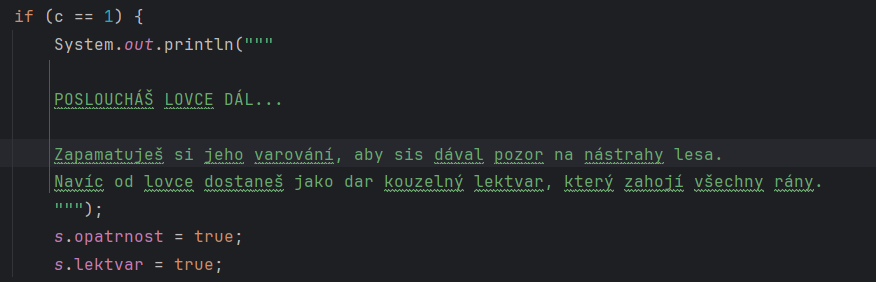 if (c == 1) {
System.out.println("""
POSLOUCHÁŠ LOVCE DÁL...
Zapamatuješ si jeho varování, aby sis dával pozor na nástrahy lesa.
Navíc od lovce dostaneš jako dar kouzelný lektvar, který zahojí všechny rány.
""");
s.opatrnost = true;
s.lektvar = true;